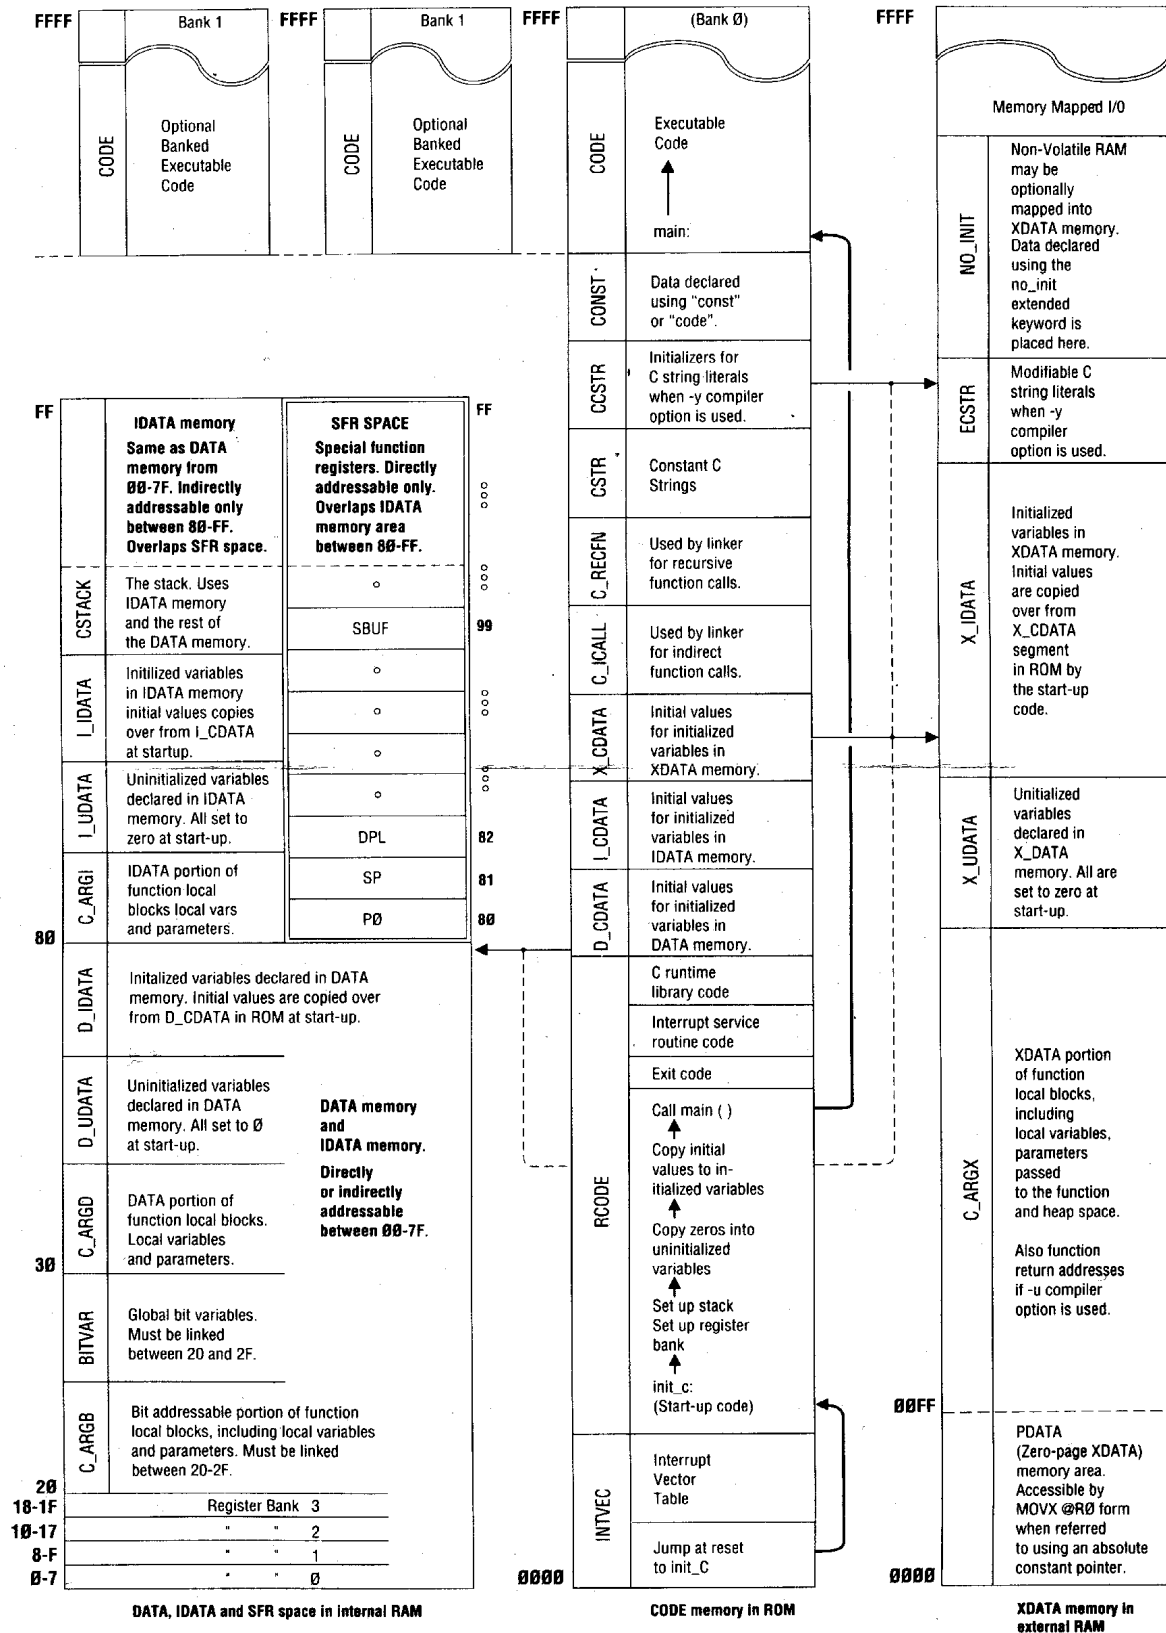 FFFF
Bank 1
CODE
Optional
Banked
Executable
Code
FFFF
Bank 1
CODE
Optional
Banked
Executable
Code
FF
IDATA memory
Same as DATA
memory from
00-7F. Indirectly
addressable only
between 80-FF.
Overlaps SFR space.
SFR SPACE
Special function
registers. Directly
addressable only.
Overlaps IDATA
memory area
between 80-FF.
FF
CSTACK
The stack. Uses
IDATA memory
and the rest of
the DATA memory.
SBUF
99
I_IDATA
Initilized variables
in IDATA memory
initial values copies
over from I_CDATA
at startup.
I_UDATA
Uninitialized variables
declared in IDATA
memory. All set to
zero at start-up.
DPL
82
C_ARGI
IDATA portion of
function local
blocks local vars
and parameters.
SP
81
P0
80
80
D_IDATA
Initalized variables declared in DATA
memory. Initial values are copied over
from D_CDATA in ROM at start-up.
D_UDATA
Uninitialized variables
declared in DATA
memory. All set to 0
at start-up.
DATA memory
and
IDATA memory.
Directly
or indirectly
addressable
between 00-7F.
C_ARGD
DATA portion of
function local blocks.
Local variables
and parameters.
30
BITVAR
Global bit variables.
Must be linked
between 20 and 2F.
C_ARGB
Bit addressable portion of function
local blocks, including local variables
and parameters. Must be linked
between 20-2F.
20
18-1F
Register Bank 3
10-17
" " 2
8-F
" " 1
0-7
" " 0
DATA, IDATA and SFR space in internal RAM
FFFF
(Bank 0)
CODE
Executable
Code
main:
CONST
Data declared
using "const"
or "code".
CCSTR
Initializers for
C string literals
when -y compiler
option is used.
CSTR
Constant C
Strings
C_RECFN
Used by linker
for recursive
function calls.
C_ICALL
Used by linker
for indirect
function calls.
X_CDATA
Initial values
for initialized
variables in
XDATA memory.
I_CDATA
Initial values
for initialized
variables in
IDATA memory.
D_CDATA
Initial values
for initialized
variables in
DATA memory.
RCODE
C runtime
library code
Interrupt service
routine code
Exit code
Call main ( )
Copy initial
values to in-
itialized variables
Copy zeros into
uninitialized
variables
Set up stack
Set up register
bank
init_c:
(Start-up code)
INTVEC
Interrupt
Vector
Table
Jump at reset
to init_C
0000
CODE memory in ROM
FFFF
Memory Mapped I/0
NO_INIT
Non-Volatile RAM
may be
optionally
mapped into
XDATA memory.
Data declared
using the
no_init
extended
keyword is
placed here.
ECSTR
Modifiable C
string literals
when -y
compiler
option is used.
X_IDATA
Initialized
variables in
XDATA memory.
Initial values
are copied
over from
X_CDATA
segment
in ROM by
the start-up
code.
X_UDATA
Unitialized
variables
declared in
X_DATA
memory. All are
set to zero at
start-up.
C_ARGX
XDATA portion
of function
local blocks,
including
local variables,
parameters
passed
to the function
and heap space.
Also function
return addresses
if -u compiler
option is used.
00FF
PDATA
(Zero-page XDATA)
memory area.
Accessible by
MOVX @R0 form
when referred
to using an absolute
constant pointer.
0000
XDATA memory in
external RAM